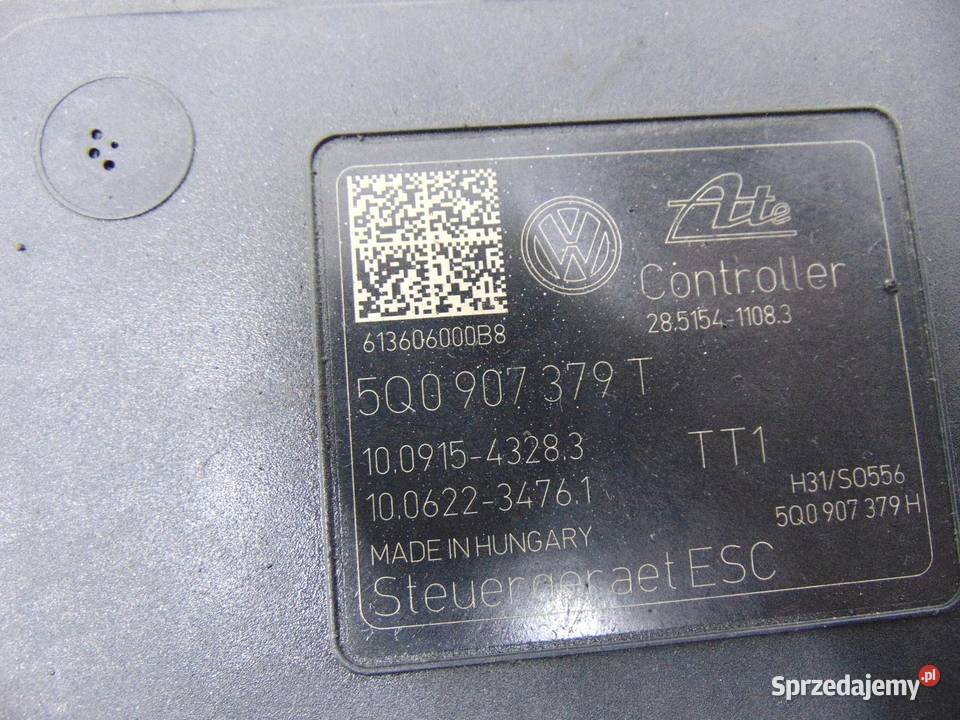 Ate
Controller
28.5154-1108.3
613606000B8
5Q0 907 379 T
10.0915-4328.3
TT1
10.0622-3476.1
H31/S0556
5Q0 907 379 H
MADE IN HUNGARY
Steuergeraet ESC
Sprzedajemy.pl